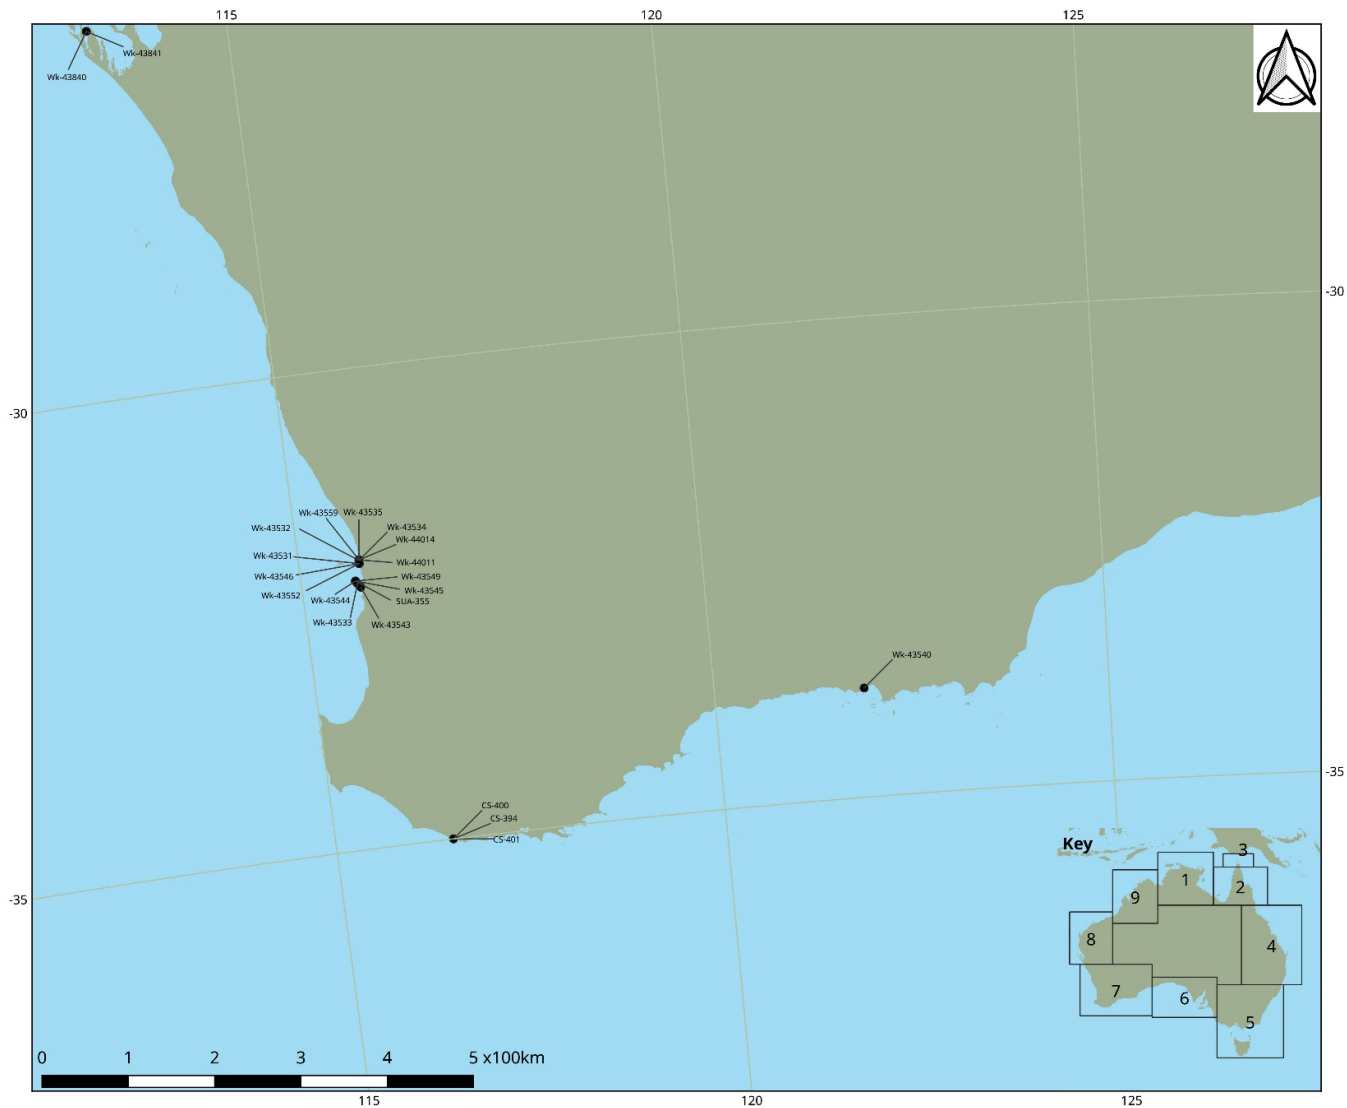 115
120
125
Wk-43841
Wk-43840
-30
-30
Wk-43559
Wk-43535
Wk-43532
Wk-43534
Wk-44014
Wk-43531
Wk-44011
Wk-43546
Wk-43549
Wk-43552
Wk-43545
Wk-43544
SUA-355
Wk-43533
Wk-43543
Wk-43540
-35
CS-400
CS-394
CS-401
Key
3
1
2
9
8
4
7
6
5
-35
0 1 2 3 4 5 x100km
115
120
125